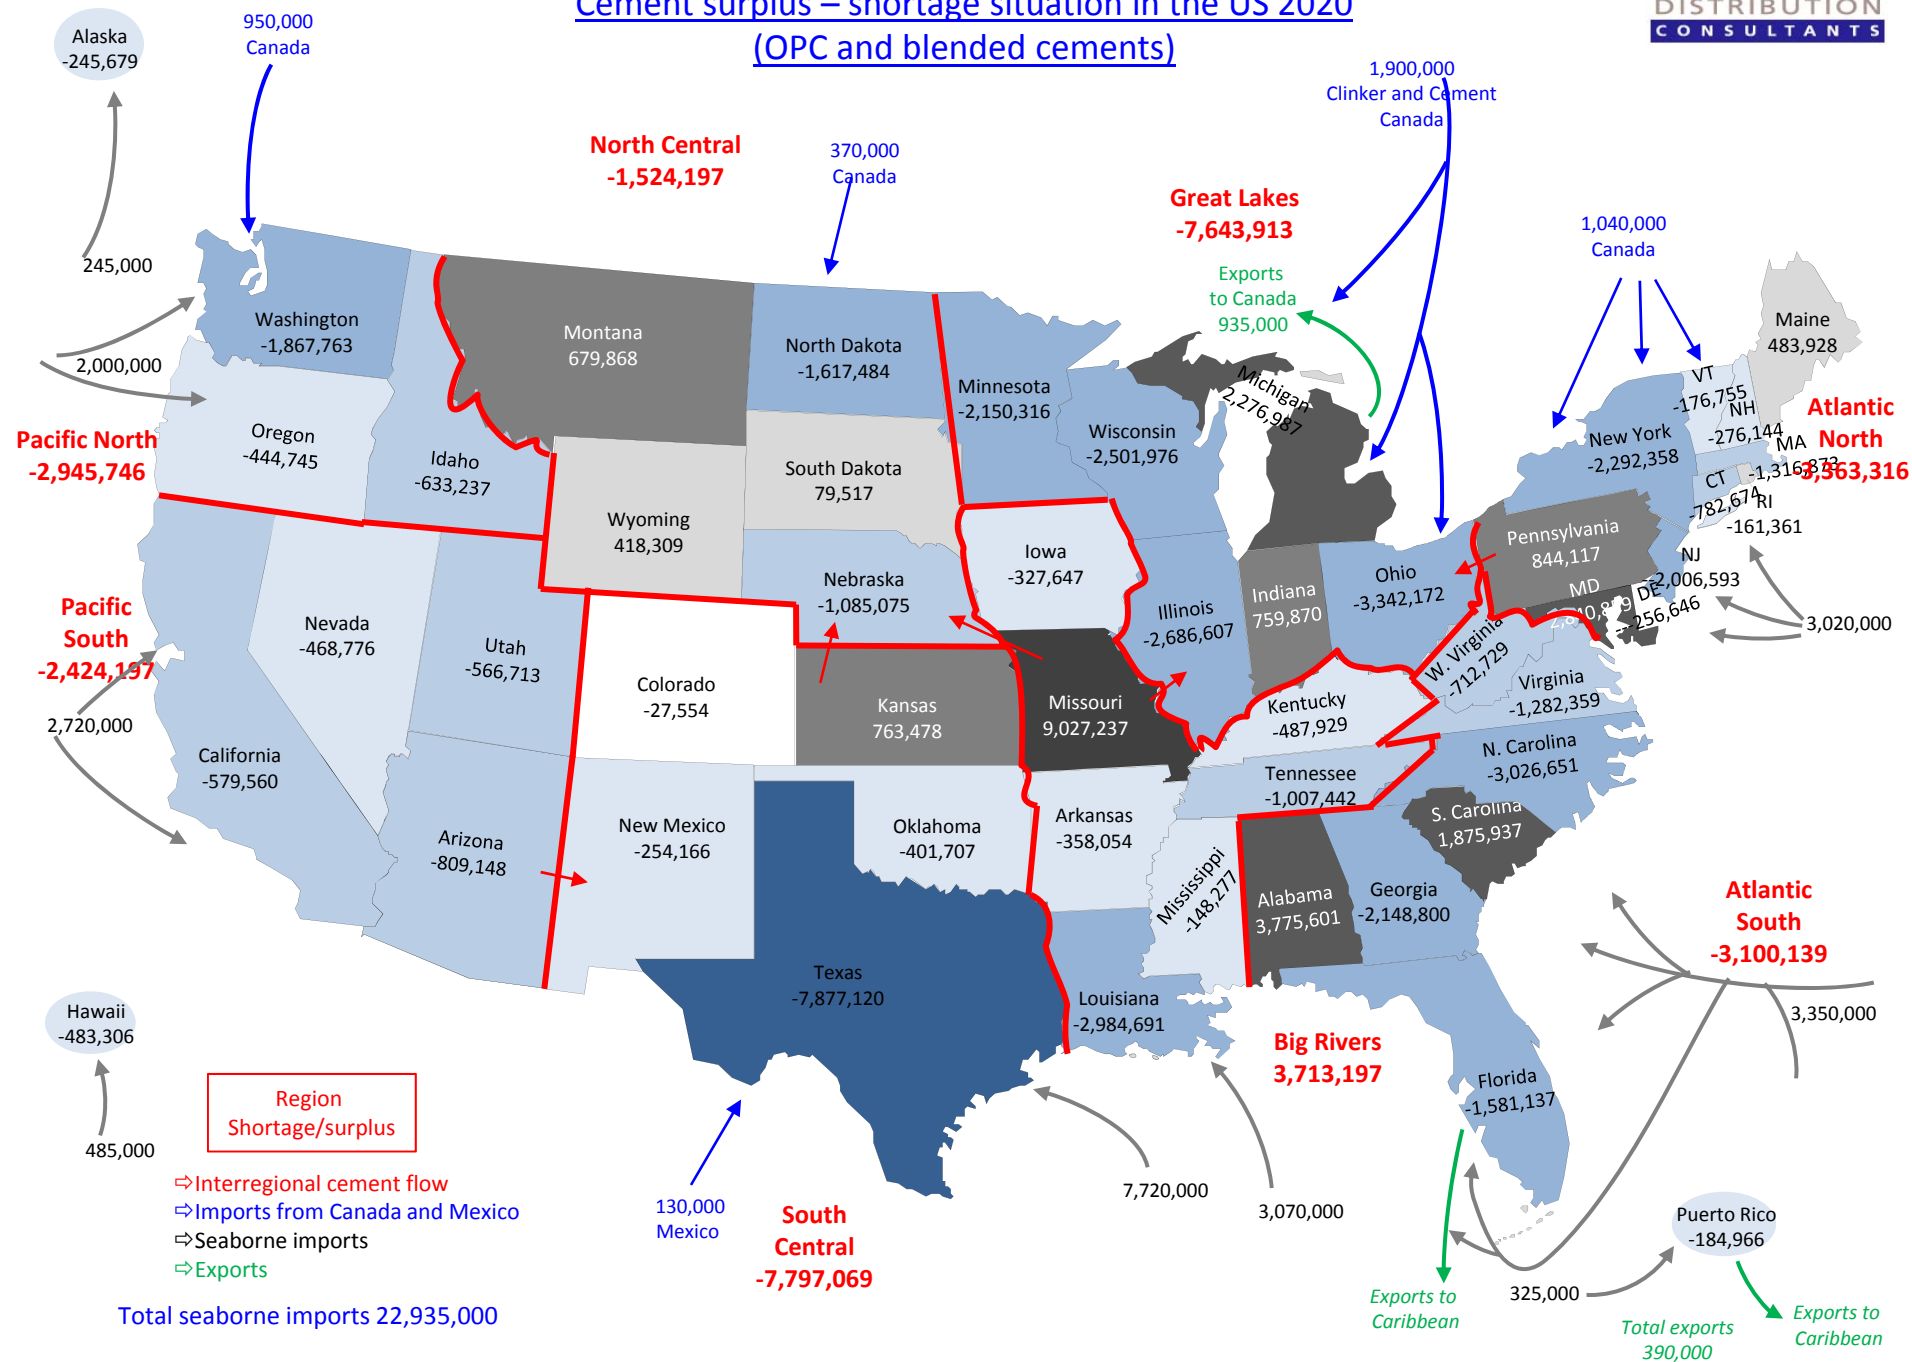 Cement surplus – shortage situation in the US 2020
(OPC and blended cements)
DISTRIBUTION
CONSULTANTS
Alaska
-245,679
950,000
Canada
1,900,000
Clinker and Cement
Canada
North Central
-1,524,197
370,000
Canada
Great Lakes
-7,643,913
1,040,000
Canada
245,000
Exports
to Canada
935,000
Washington
-1,867,763
Montana
679,868
North Dakota
-1,617,484
Minnesota
-2,150,316
Michigan
2,276,987
Maine
483,928
2,000,000
VT
-176,755
NH
-276,144
Atlantic
North
-3,363,316
Pacific North
-2,945,746
Oregon
-444,745
Idaho
-633,237
South Dakota
79,517
Wisconsin
-2,501,976
New York
-2,292,358
MA
-1,316,873
CT
-782,674
RI
-161,361
Wyoming
418,309
Iowa
-327,647
Pennsylvania
844,117
NJ
-2,006,593
Nebraska
-1,085,075
Illinois
-2,686,607
Indiana
759,870
Ohio
-3,342,172
MD
DE
-256,646
3,020,000
Pacific
South
-2,424,197
Nevada
-468,776
Utah
-566,713
Colorado
-27,554
Kansas
763,478
Missouri
9,027,237
Kentucky
-487,929
W. Virginia
-712,729
Virginia
-1,282,359
2,720,000
California
-579,560
Tennessee
-1,007,442
N. Carolina
-3,026,651
Arizona
-809,148
New Mexico
-254,166
Oklahoma
-401,707
Arkansas
-358,054
S. Carolina
1,875,937
Mississippi
-148,277
Alabama
3,775,601
Georgia
-2,148,800
Atlantic
South
-3,100,139
Texas
-7,877,120
Louisiana
-2,984,691
3,350,000
Hawaii
-483,306
Big Rivers
3,713,197
Florida
-1,581,137
Region
Shortage/surplus
485,000
⇨Interregional cement flow
⇨Imports from Canada and Mexico
⇨Seaborne imports
⇨Exports
130,000
Mexico
South
Central
-7,797,069
7,720,000
3,070,000
Puerto Rico
-184,966
325,000
Exports to
Caribbean
Total exports
390,000
Exports to
Caribbean
Total seaborne imports 22,935,000